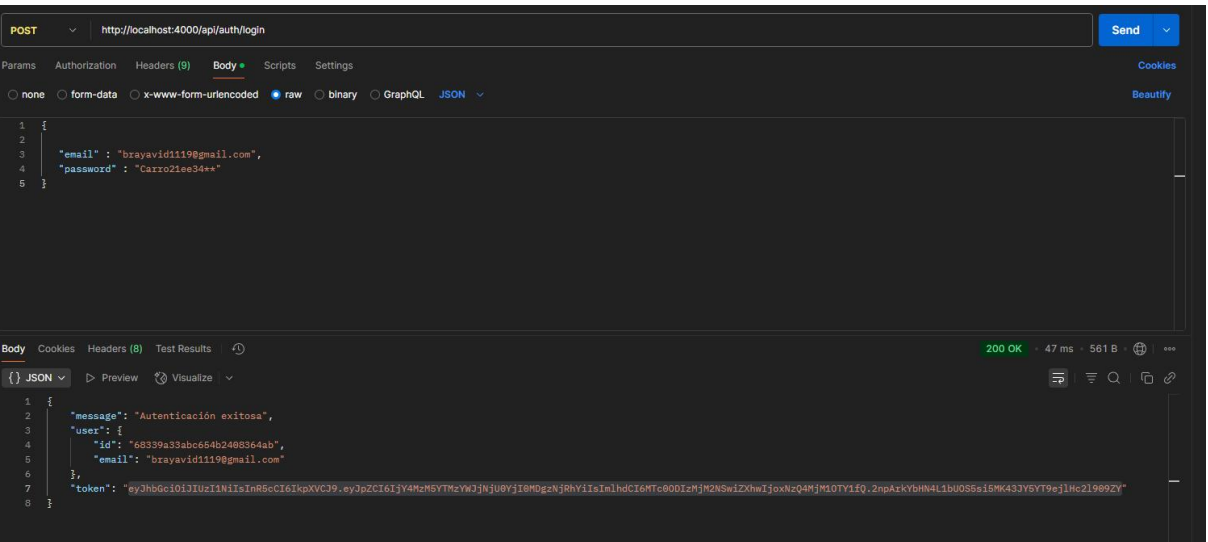 POST http://localhost:4000/api/auth/login Send
Params Authorization Headers (9) Body Scripts Settings Cookies
none form-data x-www-form-urlencoded raw binary GraphQL JSON Beautify
1 {
2
3 "email" : "brayavid1119@gmail.com",
4 "password" : "Carro21ee34**"
5 }
Body Cookies Headers (8) Test Results 200 OK 47 ms 561 B
{} JSON Preview Visualize
1 {
2 "message": "Autenticación exitosa",
3 "user": {
4 "id": "68339a33abc654b2408364ab",
5 "email": "brayavid1119@gmail.com"
6 },
7 "token":
8 }